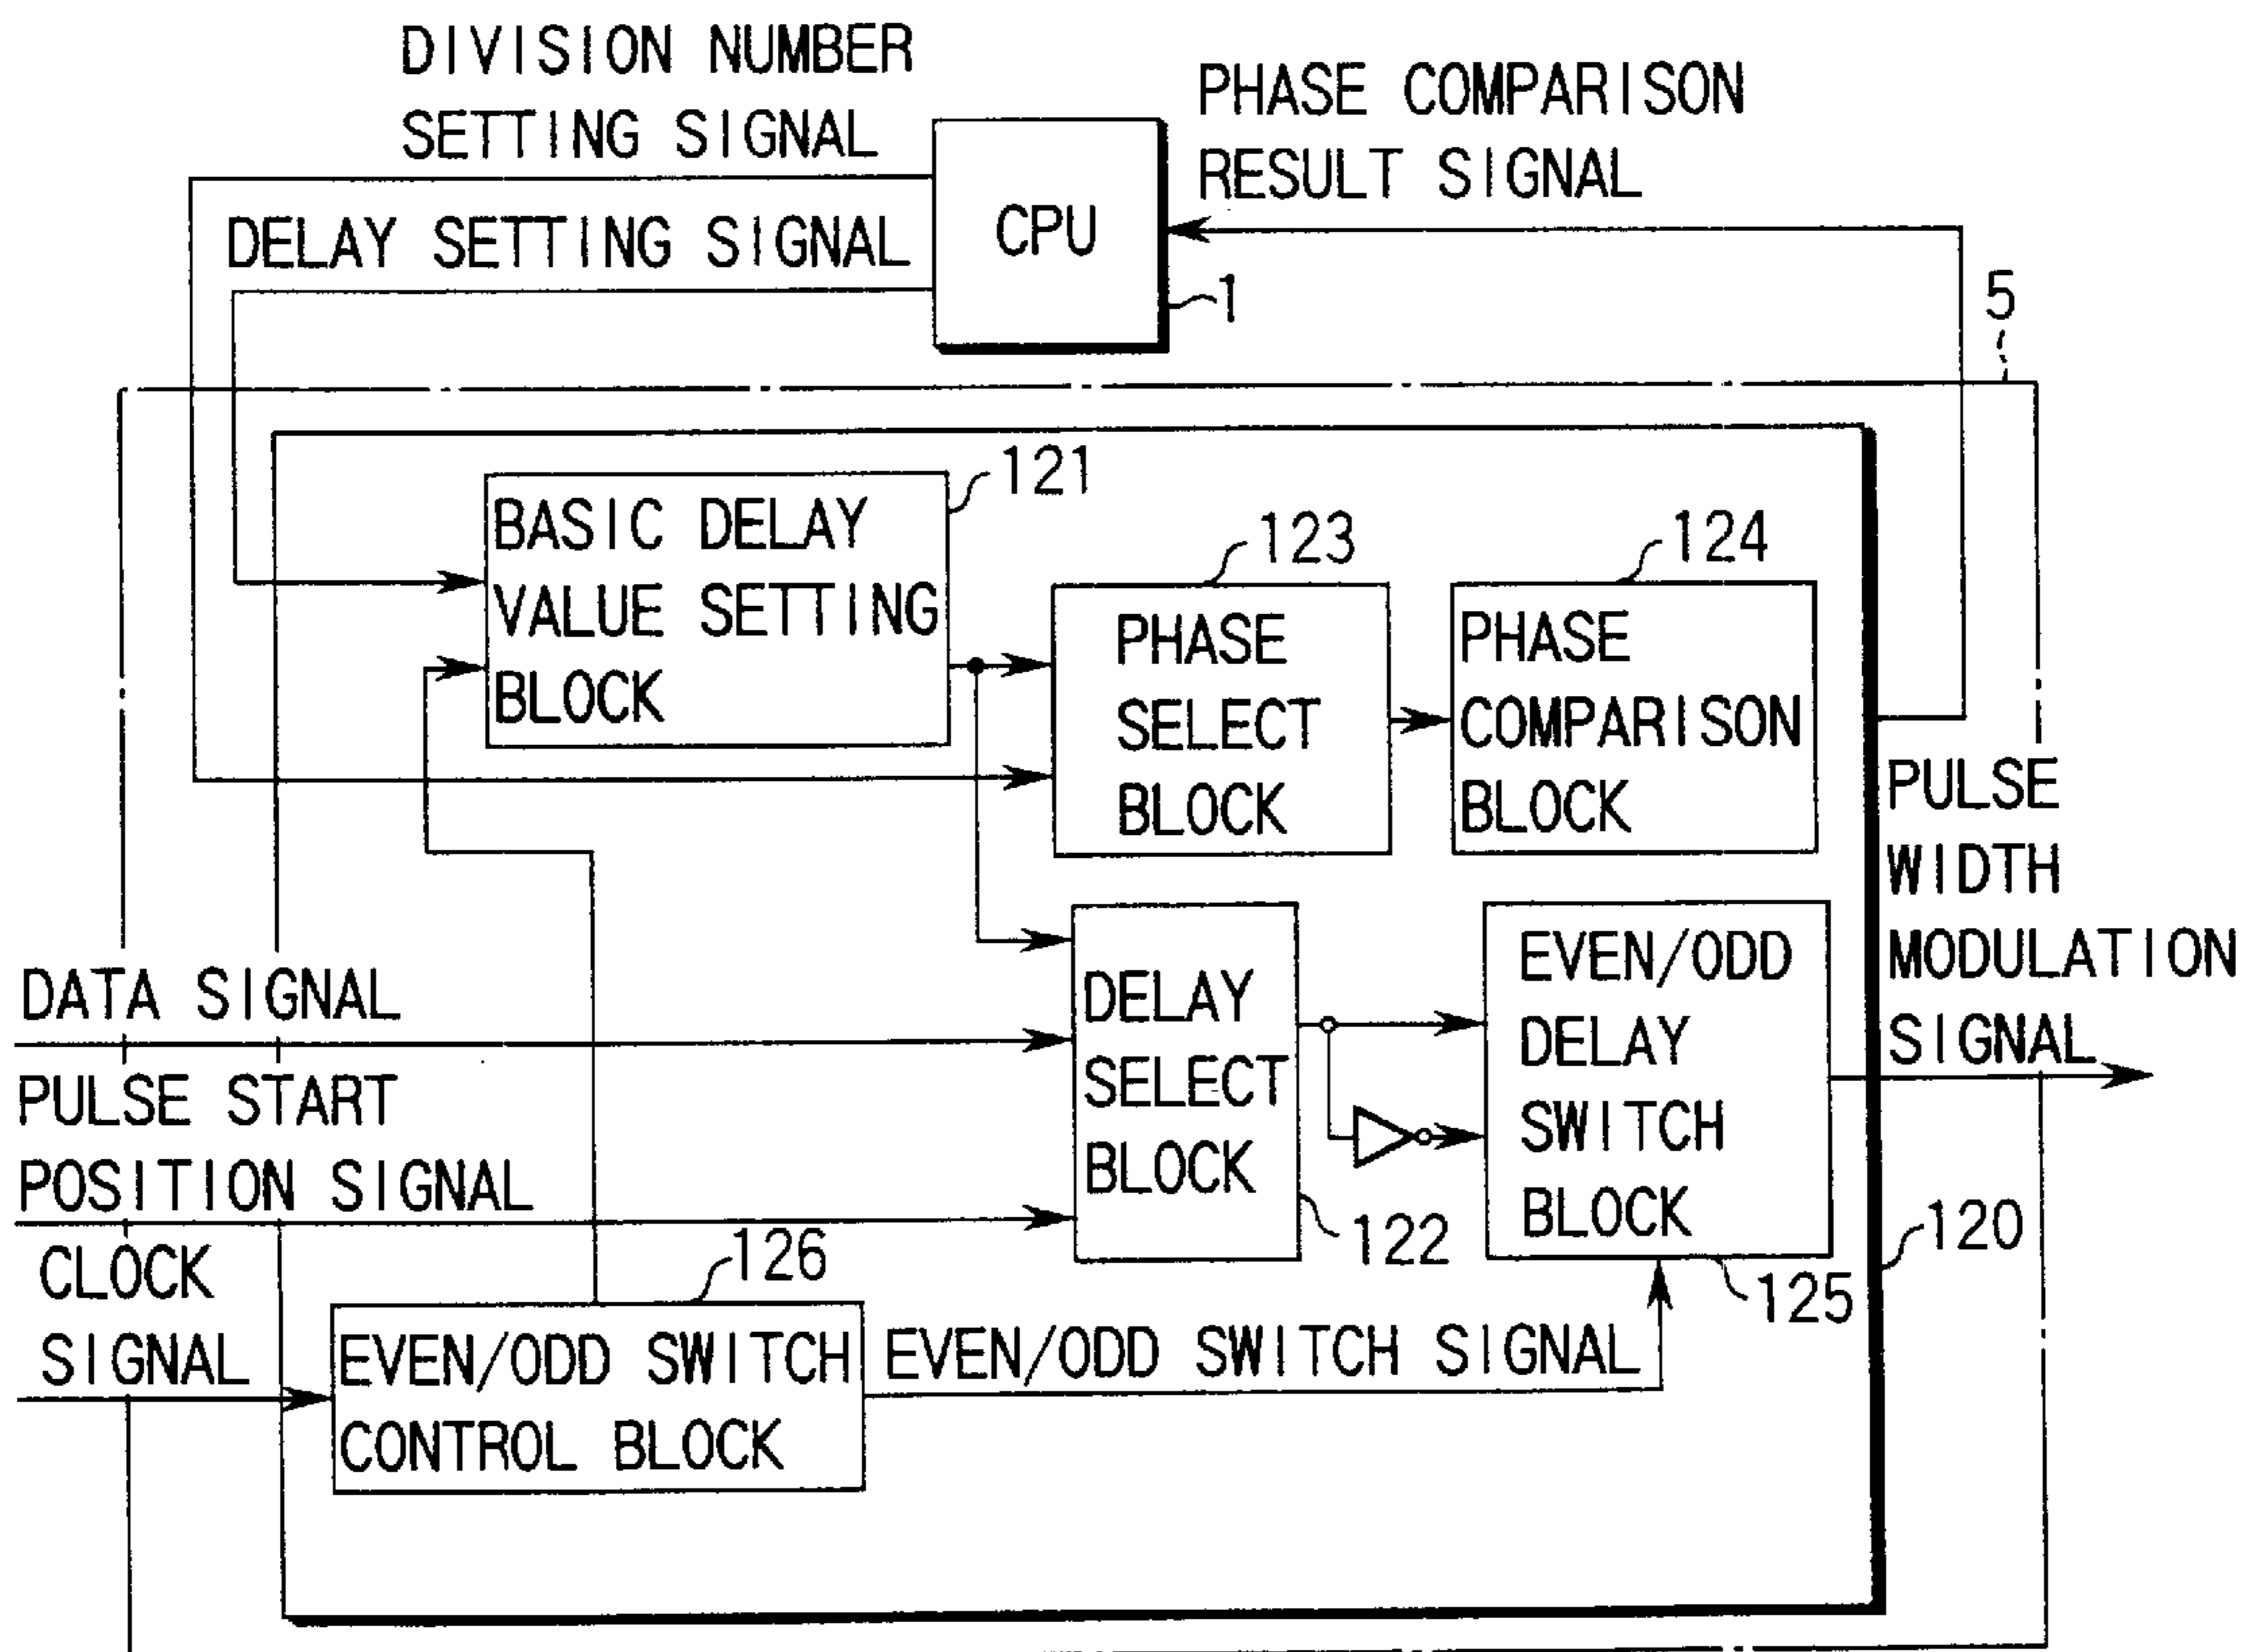 DIVISION NUMBER
SETTING SIGNAL
PHASE COMPARISON
RESULT SIGNAL
DELAY SETTING SIGNAL
CPU
1
5
121
BASIC DELAY
VALUE SETTING
BLOCK
123
PHASE
SELECT
BLOCK
124
PHASE
COMPARISON
BLOCK
PULSE
WIDTH
MODULATION
SIGNAL
DATA SIGNAL
PULSE START
POSITION SIGNAL
CLOCK
SIGNAL
DELAY
SELECT
BLOCK
122
EVEN/ODD
DELAY
SWITCH
BLOCK
125
120
126
EVEN/ODD SWITCH
CONTROL BLOCK
EVEN/ODD SWITCH SIGNAL